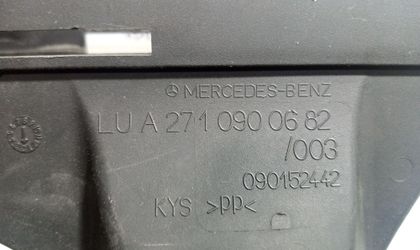 MERCEDES-BENZ
LU A 271 090 06 82
/003
090152442
KYS >PP<